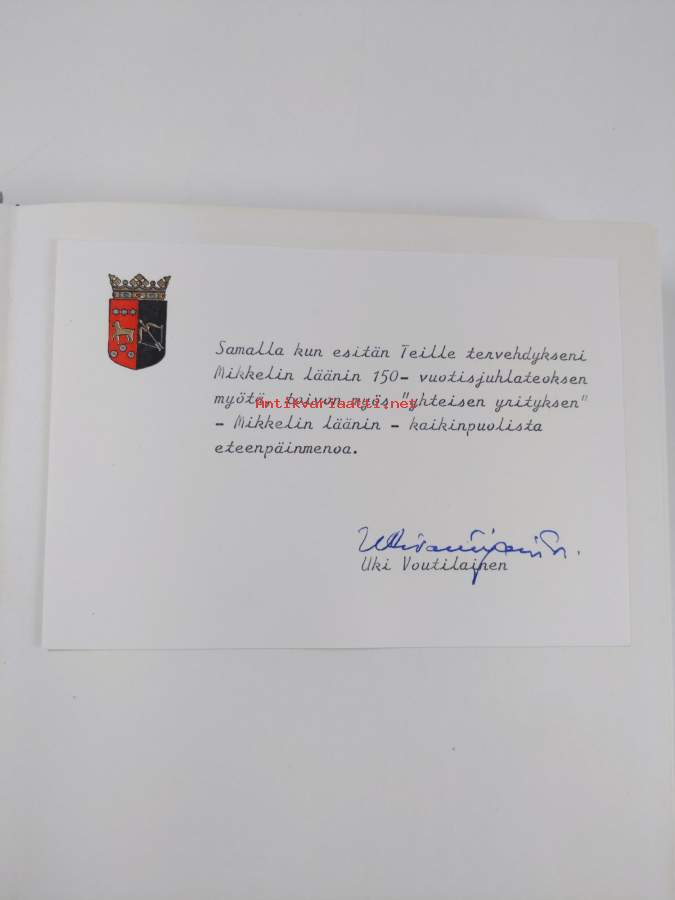 Samalla kun esitän Teille tervehdykseni
Mikkelin läänin 150- vuotisjuhlateoksen
myötä, toivon myös "yhteisen yrityksen"
Antikvariaatti.net
- Mikkelin läänin - kaikinpuolista
eteenpäinmenoa.
Uki Voutilainen